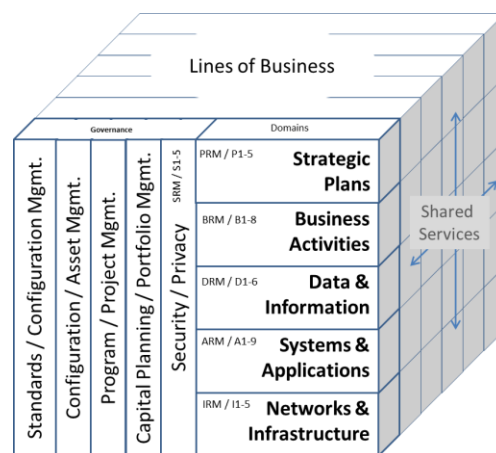 Lines of Business
Governance
Domains
Standards / Configuration Mgmt.
Configuration / Asset Mgmt.
Program / Project Mgmt.
Capital Planning / Portfolio Mgmt.
Security / Privacy
SRM / S1-5
PRM / P1-5
Strategic
Plans
BRM / B1-8
Business
Activities
DRM / D1-6
Data &
Information
ARM / A1-9
Systems &
Applications
IRM / I1-5
Networks &
Infrastructure
Shared
Services